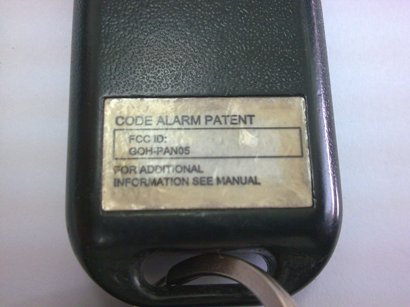 CODE ALARM PATENT
FCC ID:
GOH-PAN05
FOR ADDITIONAL
INFORMATION SEE MANUAL